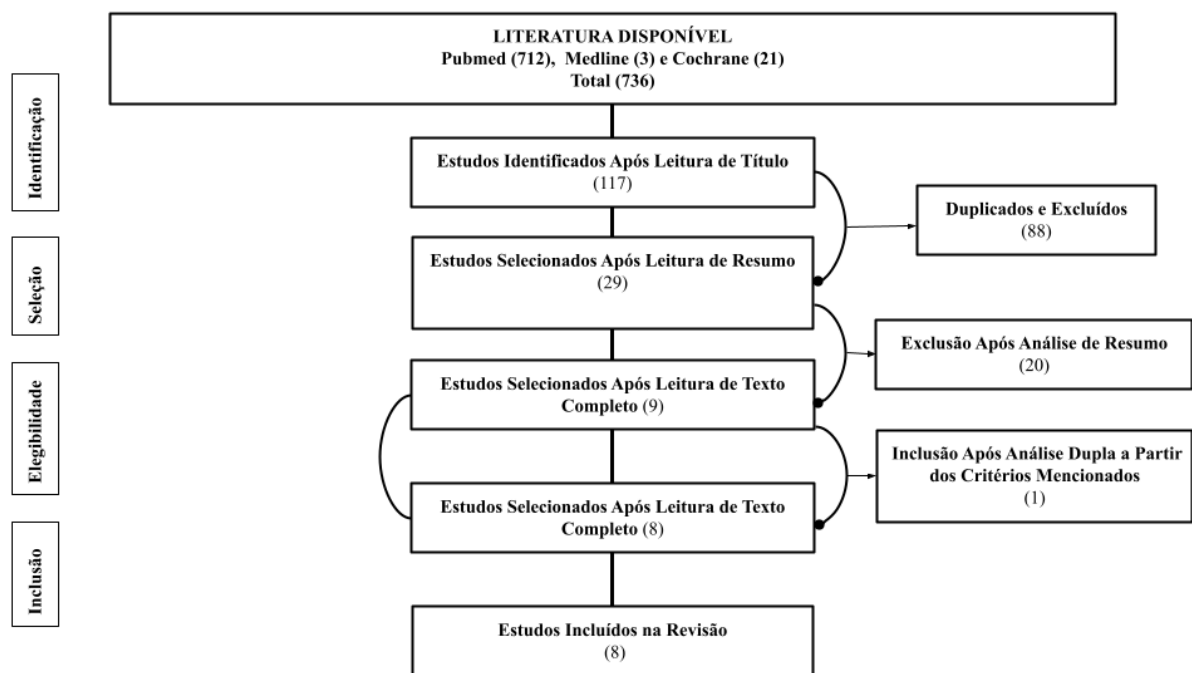 LITERATURA DISPONÍVEL
Pubmed (712), Medline (3) e Cochrane (21)
Total (736)
Identificação
Estudos Identificados Após Leitura de Título
(117)
Duplicados e Excluídos
(88)
Seleção
Estudos Selecionados Após Leitura de Resumo
(29)
Exclusão Após Análise de Resumo
(20)
Elegibilidade
Estudos Selecionados Após Leitura de Texto
Completo (9)
Inclusão Após Análise Dupla a Partir
dos Critérios Mencionados
(1)
Estudos Selecionados Após Leitura de Texto
Completo (8)
Inclusão
Estudos Incluídos na Revisão
(8)